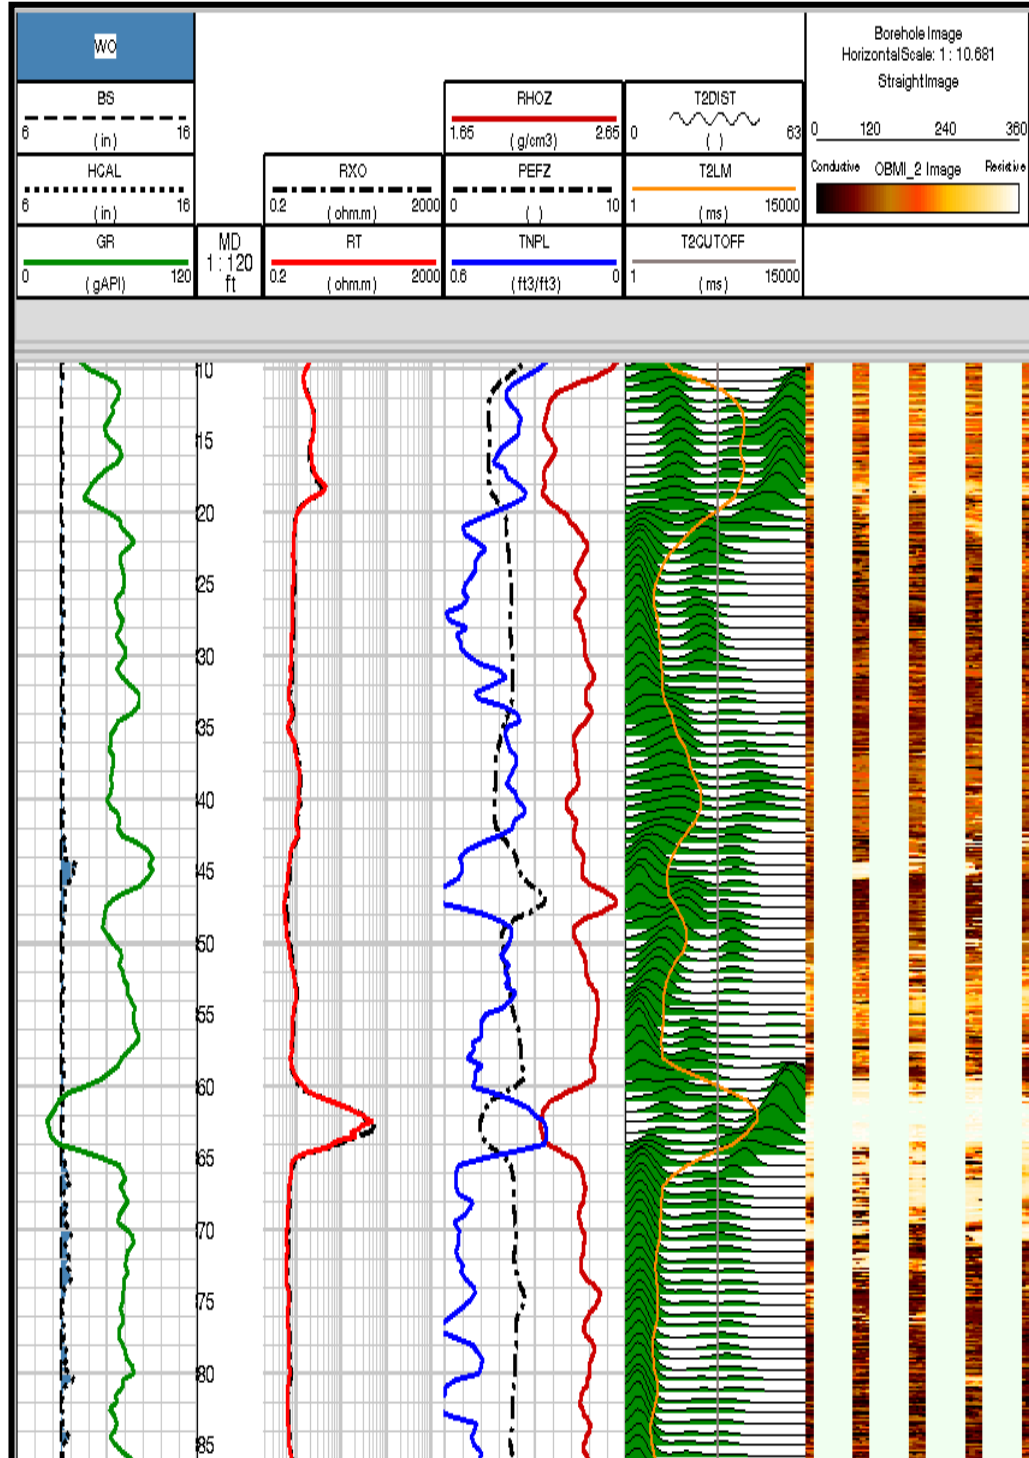 WO
Borehole Image
HorizontalScale: 1 : 10.681
StraightImage
BS
6 16
(in)
RHOZ
1.65 2.65
(g/cm3)
T2DIST
0 63
( )
0 120 240 360
HCAL
6 16
(in)
RXO
0.2 2000
(ohm.m)
PEFZ
0 10
( )
T2LM
1 15000
(ms)
Conductive OBMI_2 Image Resistive
GR
0 120
(gAPI)
MD
1 : 120
ft
RT
0.2 2000
(ohm.m)
TNPL
0.6 0
(ft3/ft3)
T2CUTOFF
1 15000
(ms)
10
15
20
25
30
35
40
45
50
55
60
65
70
75
80
85